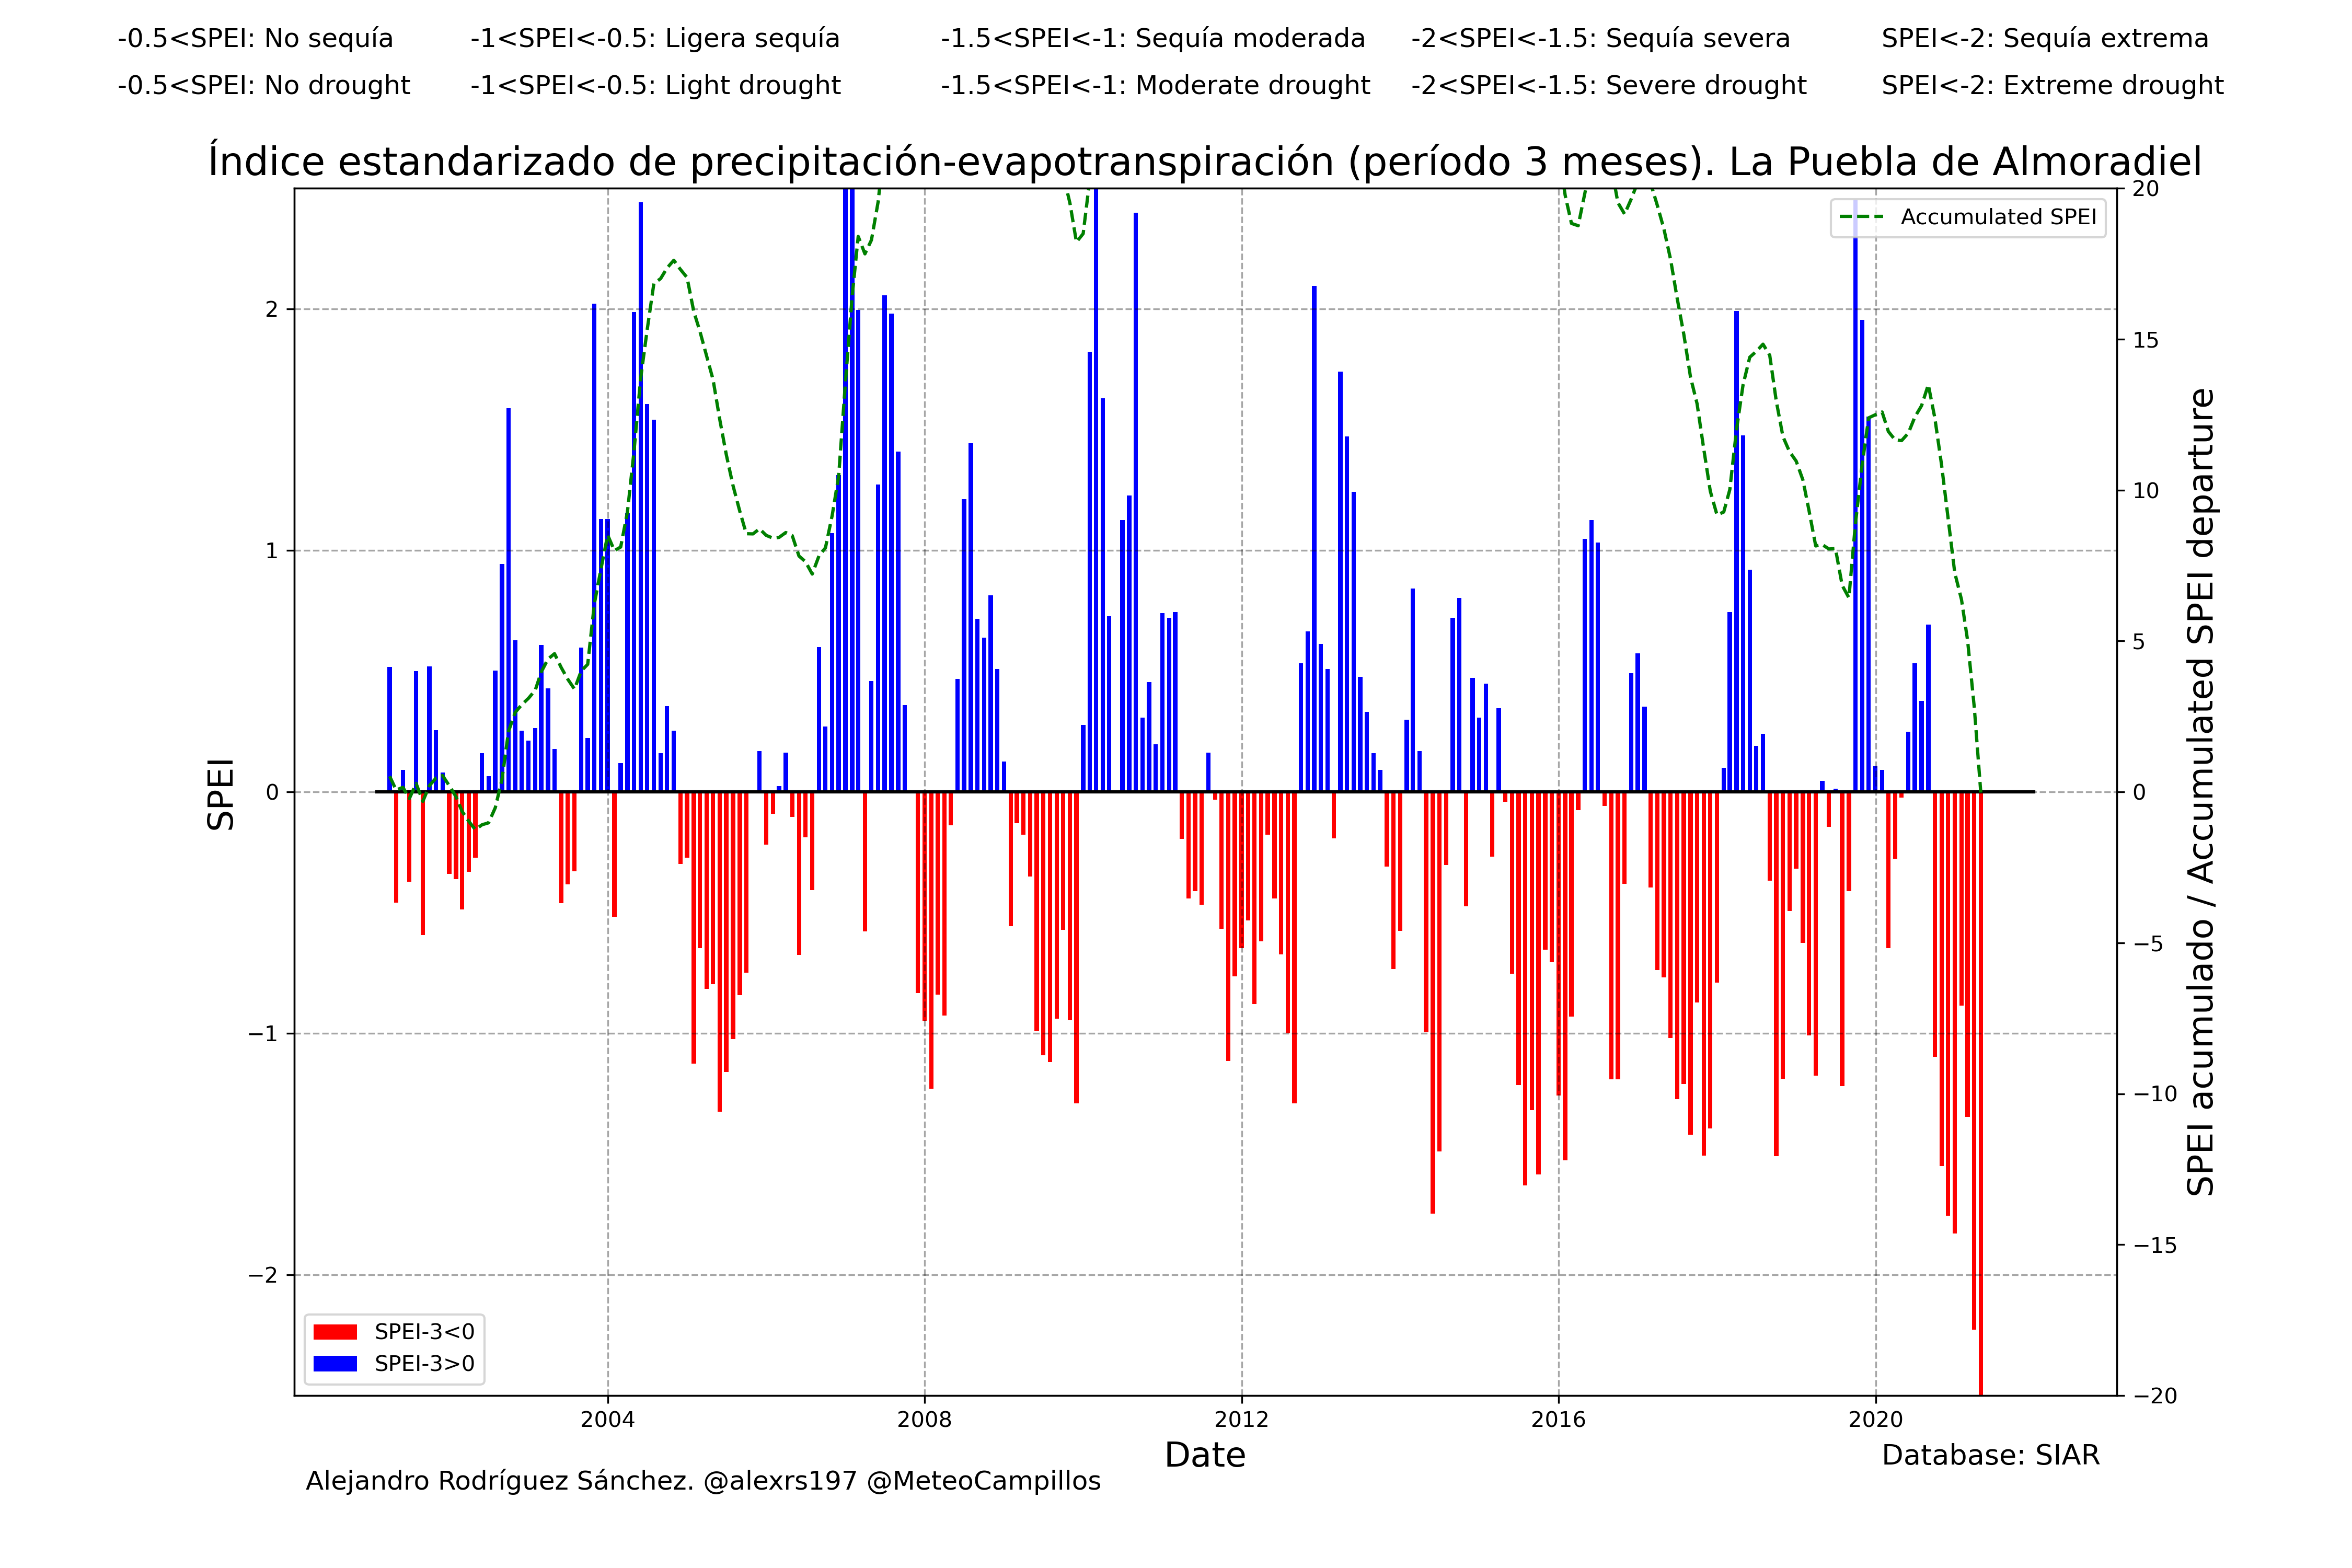 -0.5<SPEI: No sequía -1<SPEI<-0.5: Ligera sequía -1.5<SPEI<-1: Sequía moderada -2<SPEI<-1.5: Sequía severa SPEI<-2: Sequía extrema
-0.5<SPEI: No drought -1<SPEI<-0.5: Light drought -1.5<SPEI<-1: Moderate drought -2<SPEI<-1.5: Severe drought SPEI<-2: Extreme drought
Índice estandarizado de precipitación-evapotranspiración (período 3 meses). La Puebla de Almoradiel
Accumulated SPEI
SPEI
2
1
0
−1
−2
20
15
10
5
0
−5
−10
−15
−20
SPEI acumulado / Accumulated SPEI departure
SPEI-3<0
SPEI-3>0
2004 2008 2012 2016 2020
Date
Database: SIAR
Alejandro Rodríguez Sánchez. @alexrs197 @MeteoCampillos